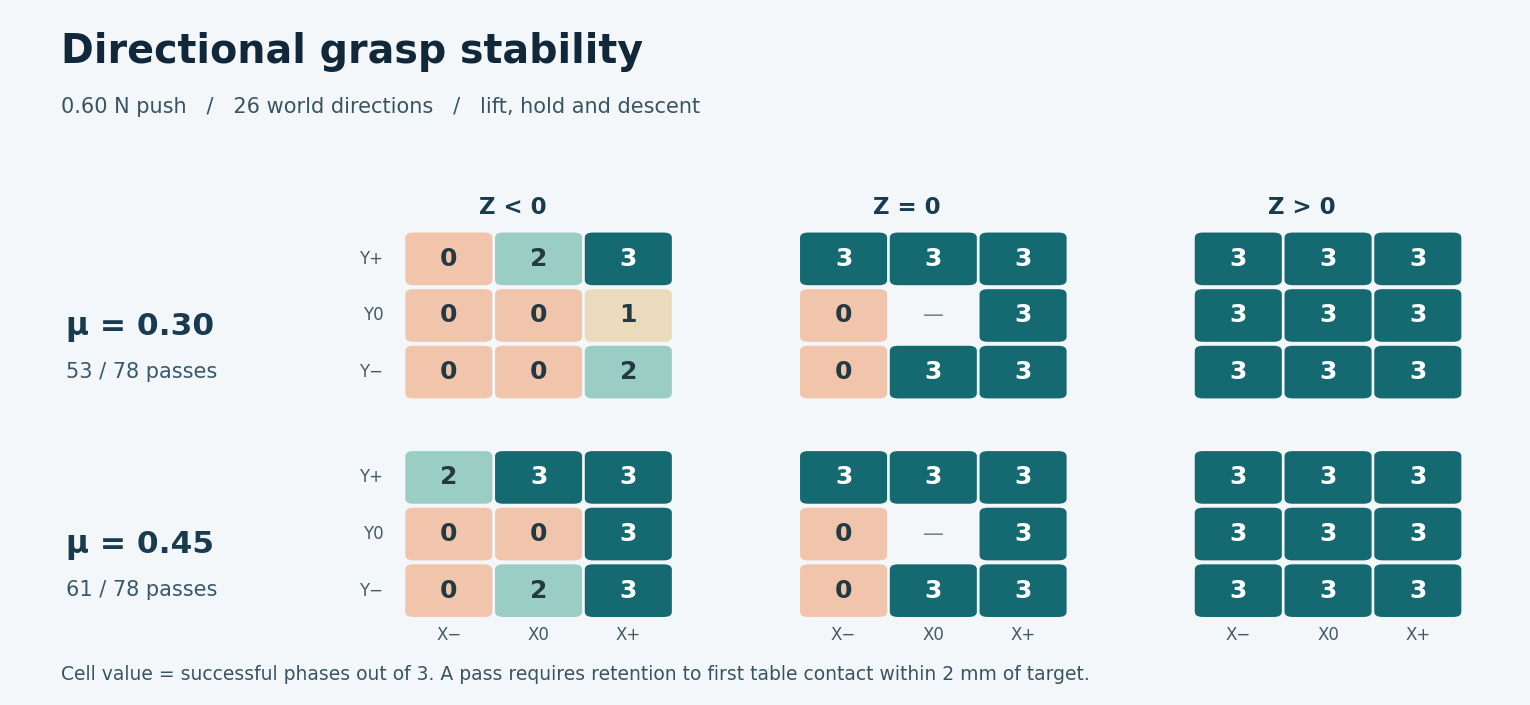 Directional grasp stability
0.60 N push / 26 world directions / lift, hold and descent
Z < 0 Z = 0 Z > 0
Y+ 0 2 3 3 3 3 3 3 3
μ = 0.30
Y0 0 0 1 0 — 3 3 3 3
53 / 78 passes
Y− 0 0 2 0 3 3 3 3 3
Y+ 2 3 3 3 3 3 3 3 3
μ = 0.45
Y0 0 0 3 0 — 3 3 3 3
61 / 78 passes
Y− 0 2 3 0 3 3 3 3 3
X− X0 X+ X− X0 X+ X− X0 X+
Cell value = successful phases out of 3. A pass requires retention to first table contact within 2 mm of target.